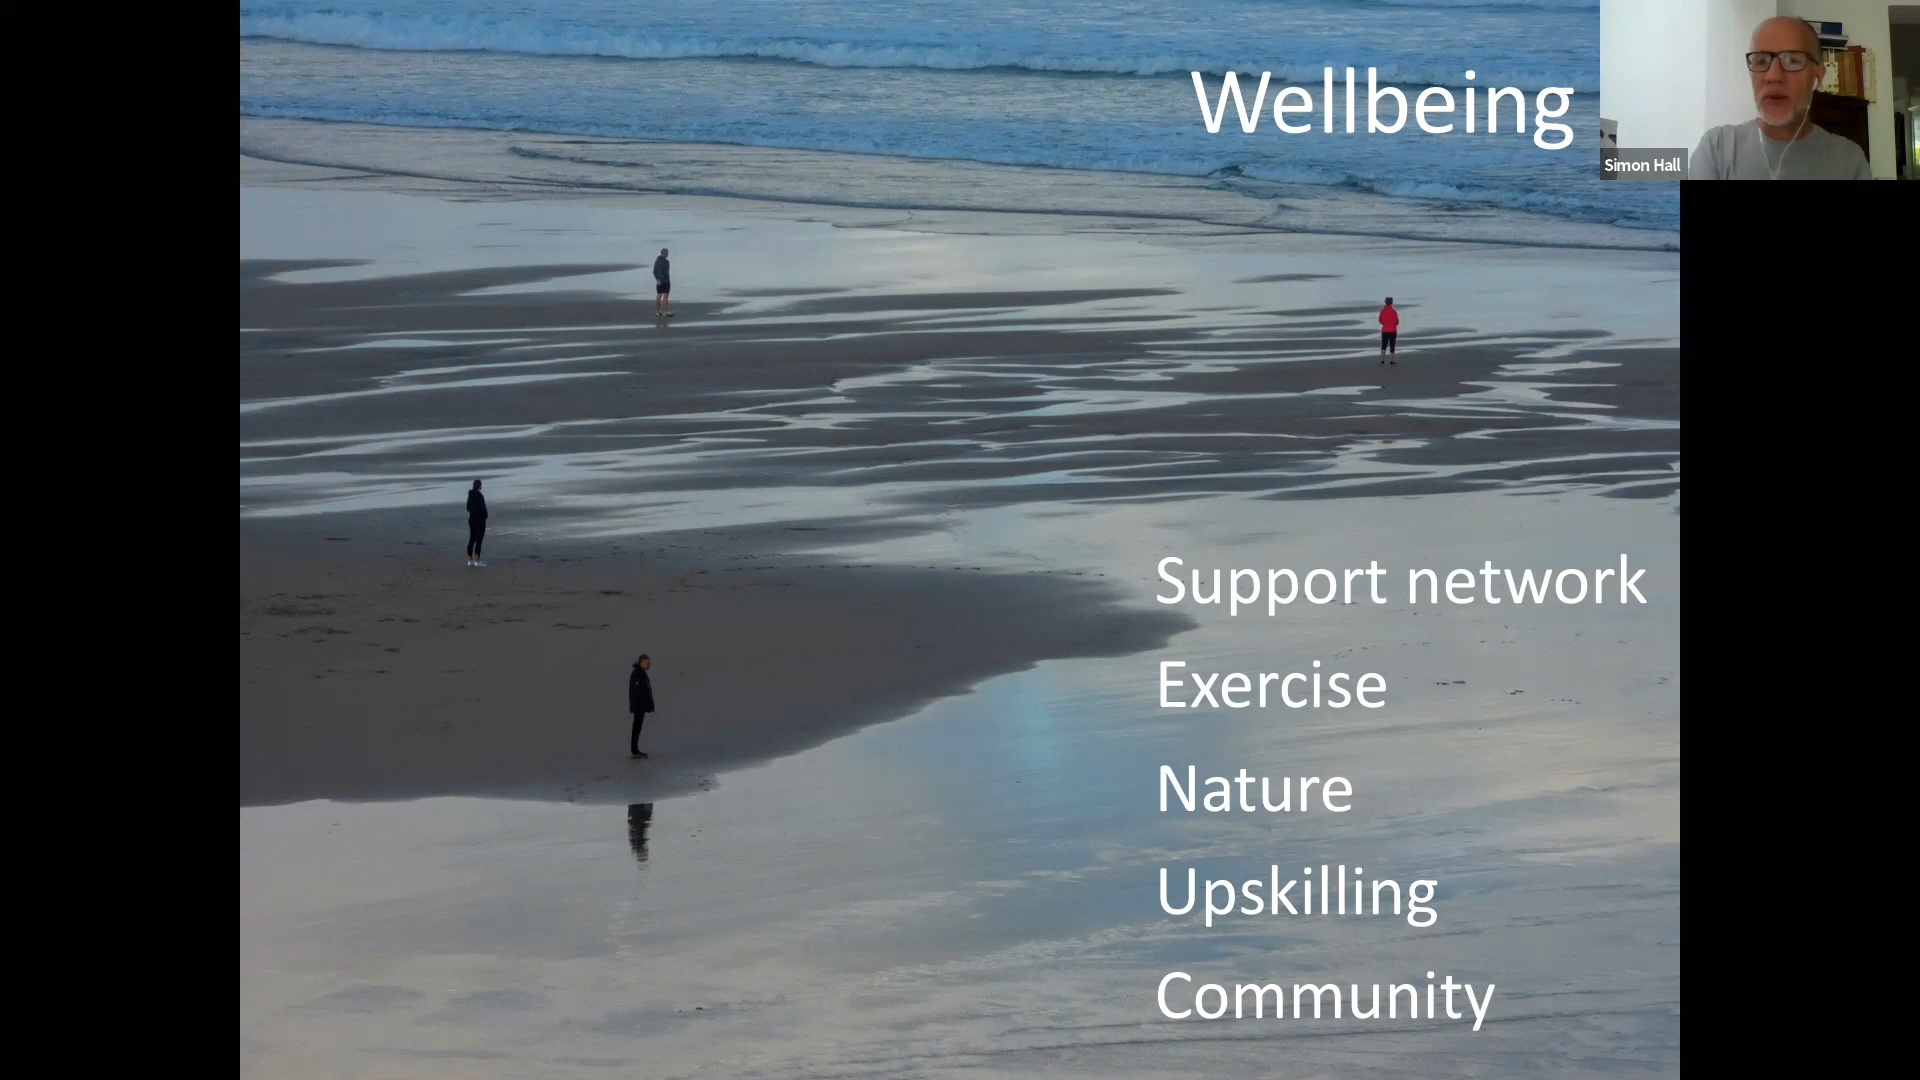 Wellbeing
Simon Hall
Support network
Exercise
Nature
Upskilling
Community